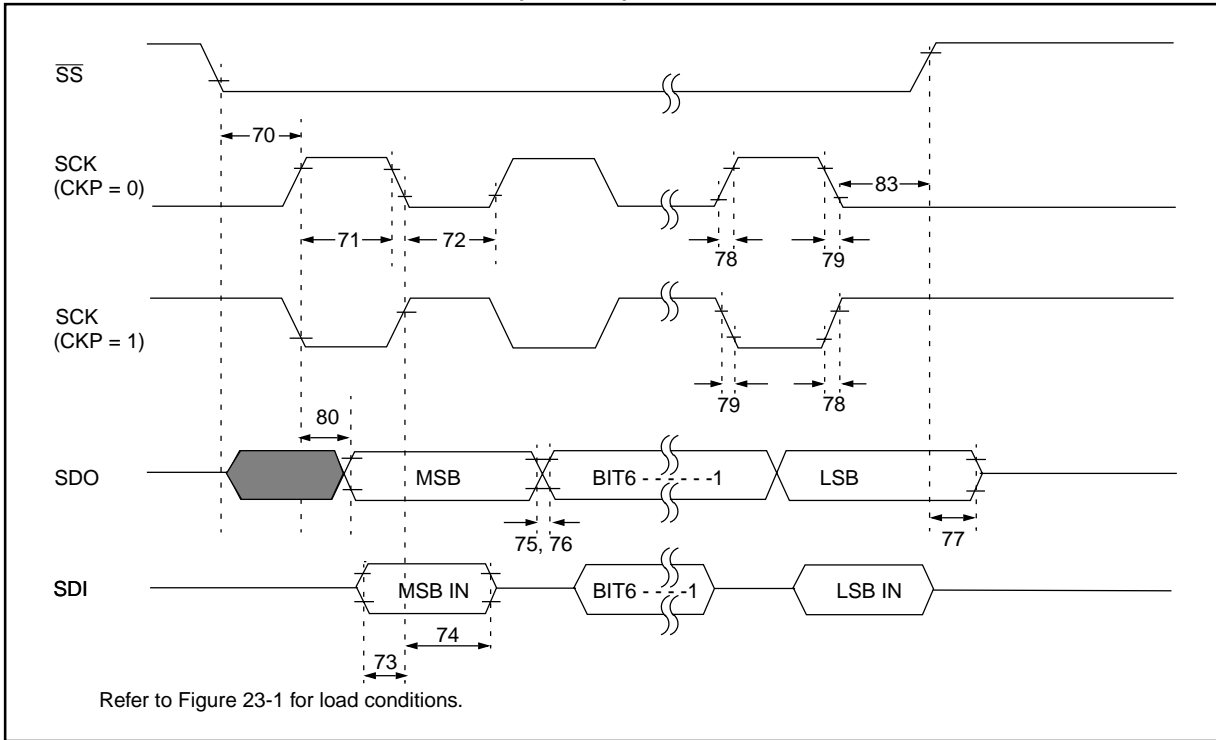 SS
70
SCK
(CKP = 0)
83
71
72
78
79
SCK
(CKP = 1)
79
78
80
SDO
MSB
BIT6 - - - - - -1
LSB
75, 76
77
SDI
MSB IN
BIT6 - - - -1
LSB IN
74
73
Refer to Figure 23-1 for load conditions.